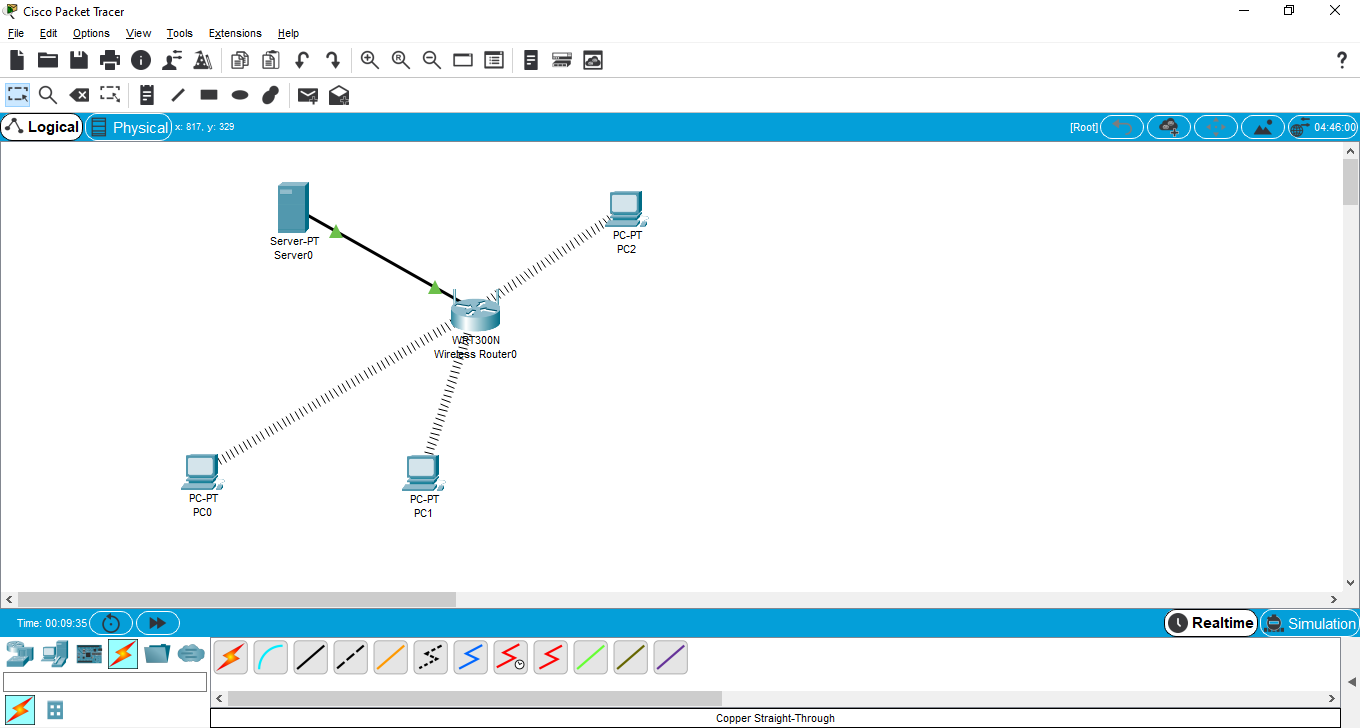 Cisco Packet Tracer
File Edit Options View Tools Extensions Help
R
?
Logical
Physical
x: 817, y: 329
[Root]
04:46:00
Server-PT
Server0
PC-PT
PC2
WRT300N
Wireless Router0
PC-PT
PC0
PC-PT
PC1
Time: 00:09:35
Realtime
Simulation
Copper Straight-Through